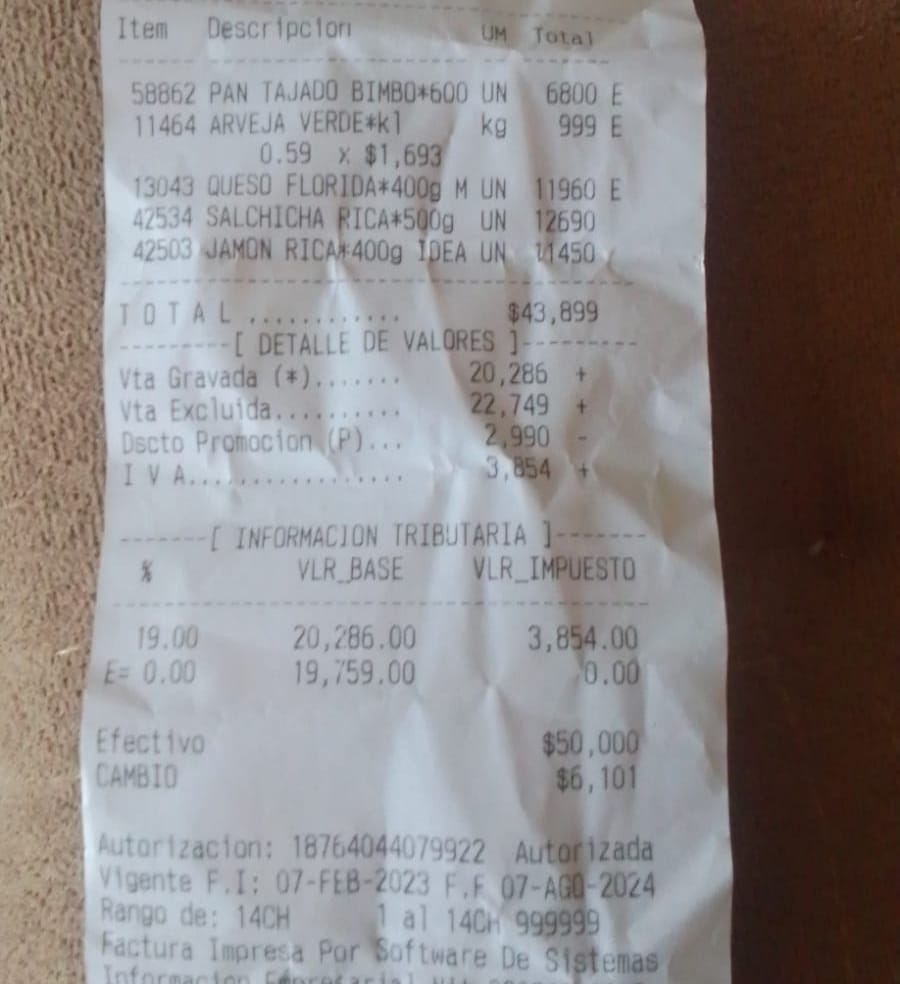 Item Descripcion UM Total
58862 PAN TAJADO BIMBO*600 UN 6800 E
11464 ARVEJA VERDE*kl kg 999 E
0.59 x $1,693
13043 QUESO FLORIDA*400g M UN 11960 E
42534 SALCHICHA RICA*500g UN 12690
42503 JAMON RICA*400g IDEA UN 11450
T O T A L ............ $43,899
---------[ DETALLE DE VALORES ]---------
Vta Gravada (*)....... 20,286 +
Vta Excluida.......... 22,749 +
Dscto Promocion (P)... 2,990 -
I V A................. 3,854 +
-------[ INFORMACION TRIBUTARIA ]-------
% VLR_BASE VLR_IMPUESTO
19.00 20,286.00 3,854.00
E= 0.00 19,759.00 0.00
Efectivo $50,000
CAMBIO $6,101
Autorizacion: 18764044079922 Autorizada
Vigente F.I: 07-FEB-2023 F.F 07-AGO-2024
Rango de: 14CH 1 al 14CH 999999
Factura Impresa Por Software De Sistemas
Informacion Empresarial